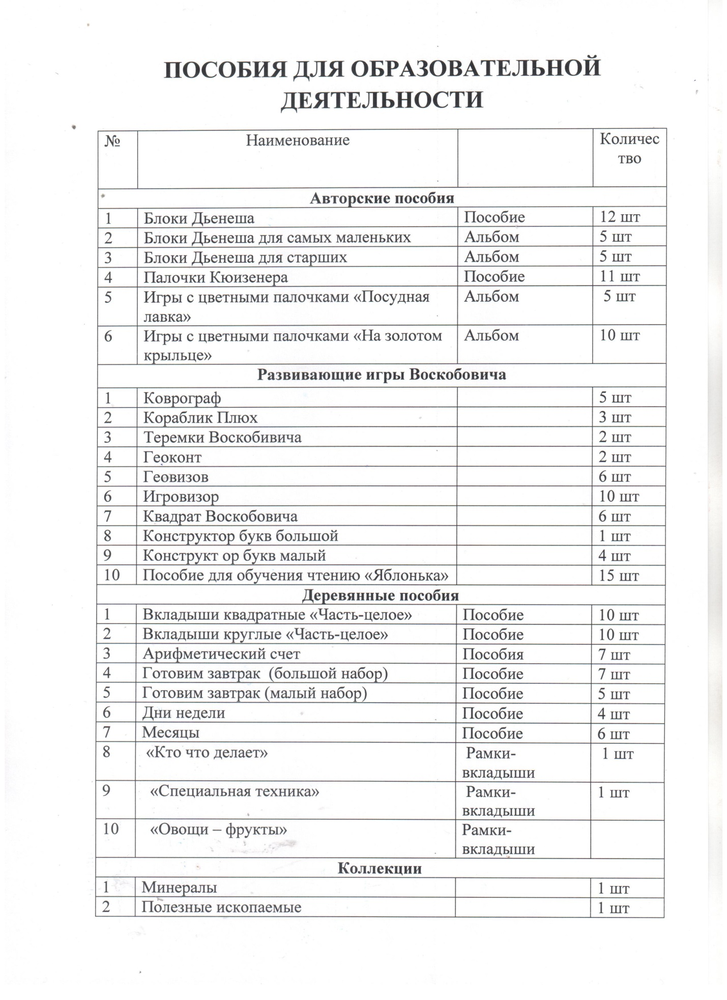 ПОСОБИЯ ДЛЯ ОБРАЗОВАТЕЛЬНОЙ
ДЕЯТЕЛЬНОСТИ
№ Наименование Количес
тво
Авторские пособия
1 Блоки Дьенеша Пособие 12 шт
2 Блоки Дьенеша для самых маленьких Альбом 5 шт
3 Блоки Дьенеша для старших Альбом 5 шт
4 Палочки Кюизенера Пособие 11 шт
5 Игры с цветными палочками «Посудная Альбом 5 шт
лавка»
6 Игры с цветными палочками «На золотом Альбом 10 шт
крыльце»
Развивающие игры Воскобовича
1 Коврограф 5 шт
2 Кораблик Плюх 3 шт
3 Теремки Воскобивича 2 шт
4 Геоконт 2 шт
5 Геовизов 6 шт
6 Игровизор 10 шт
7 Квадрат Воскобовича 6 шт
8 Конструктор букв большой 1 шт
9 Конструкт ор букв малый 4 шт
10 Пособие для обучения чтению «Яблонька» 15 шт
Деревянные пособия
1 Вкладыши квадратные «Часть-целое» Пособие 10 шт
2 Вкладыши круглые «Часть-целое» Пособие 10 шт
3 Арифметический счет Пособия 7 шт
4 Готовим завтрак (большой набор) Пособие 7 шт
5 Готовим завтрак (малый набор) Пособие 5 шт
6 Дни недели Пособие 4 шт
7 Месяцы Пособие 6 шт
8 «Кто что делает» Рамки- 1 шт
вкладыши
9 «Специальная техника» Рамки- 1 шт
вкладыши
10 «Овощи – фрукты» Рамки-
вкладыши
Коллекции
1 Минералы 1 шт
2 Полезные ископаемые 1 шт